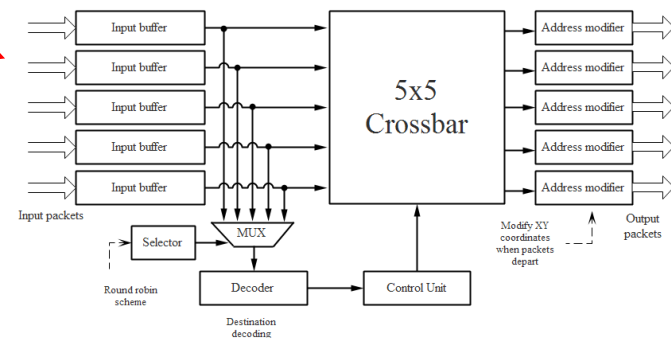 Input buffer
Address modifier
Input buffer
Address modifier
Input buffer
Address modifier
Input buffer
Address modifier
Input buffer
Address modifier
5x5
Crossbar
Input packets
Selector
MUX
Round robin
scheme
Decoder
Destination
decoding
Control Unit
Modify XY
coordinates
when packets
depart
Output
packets